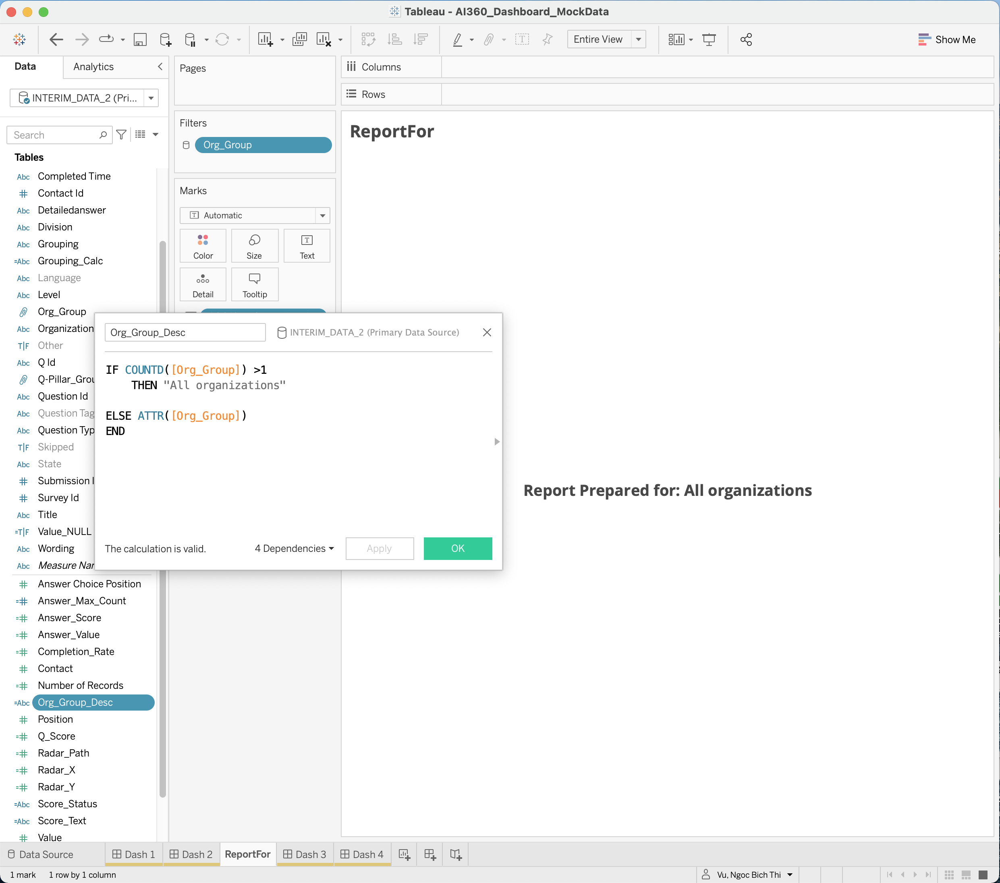 Tableau - AI360_Dashboard_MockData
Entire View
Show Me
Data
Analytics
INTERIM_DATA_2 (Pri...
Search
Tables
Abc Completed Time
# Contact Id
Abc Detailedanswer
Abc Division
Abc Grouping
=Abc Grouping_Calc
Abc Language
Abc Level
Org_Group
Abc Organization
T|F Other
Abc Q Id
Q-Pillar_Grou
Abc Question Id
Abc Question Tag
Abc Question Typ
T|F Skipped
Abc State
# Submission I
# Survey Id
Abc Title
=T|F Value_NULL
Abc Wording
Abc Measure Nar
# Answer Choice Position
=# Answer_Max_Count
=# Answer_Score
=# Answer_Value
=# Completion_Rate
# Contact
=# Number of Records
=Abc Org_Group_Desc
# Position
=# Q_Score
=# Radar_Path
=# Radar_X
=# Radar_Y
=Abc Score_Status
=Abc Score_Text
# Value
Pages
Filters
Org_Group
Marks
T Automatic
Color
Size
T Text
Detail
Tooltip
Columns
Rows
ReportFor
Report Prepared for: All organizations
Org_Group_Desc
INTERIM_DATA_2 (Primary Data Source)
IF COUNTD([Org_Group]) >1
THEN "All organizations"
ELSE ATTR([Org_Group])
END
The calculation is valid.
4 Dependencies
Apply
OK
Data Source
Dash 1
Dash 2
ReportFor
Dash 3
Dash 4
1 mark
1 row by 1 column
Vu, Ngoc Bich Thi